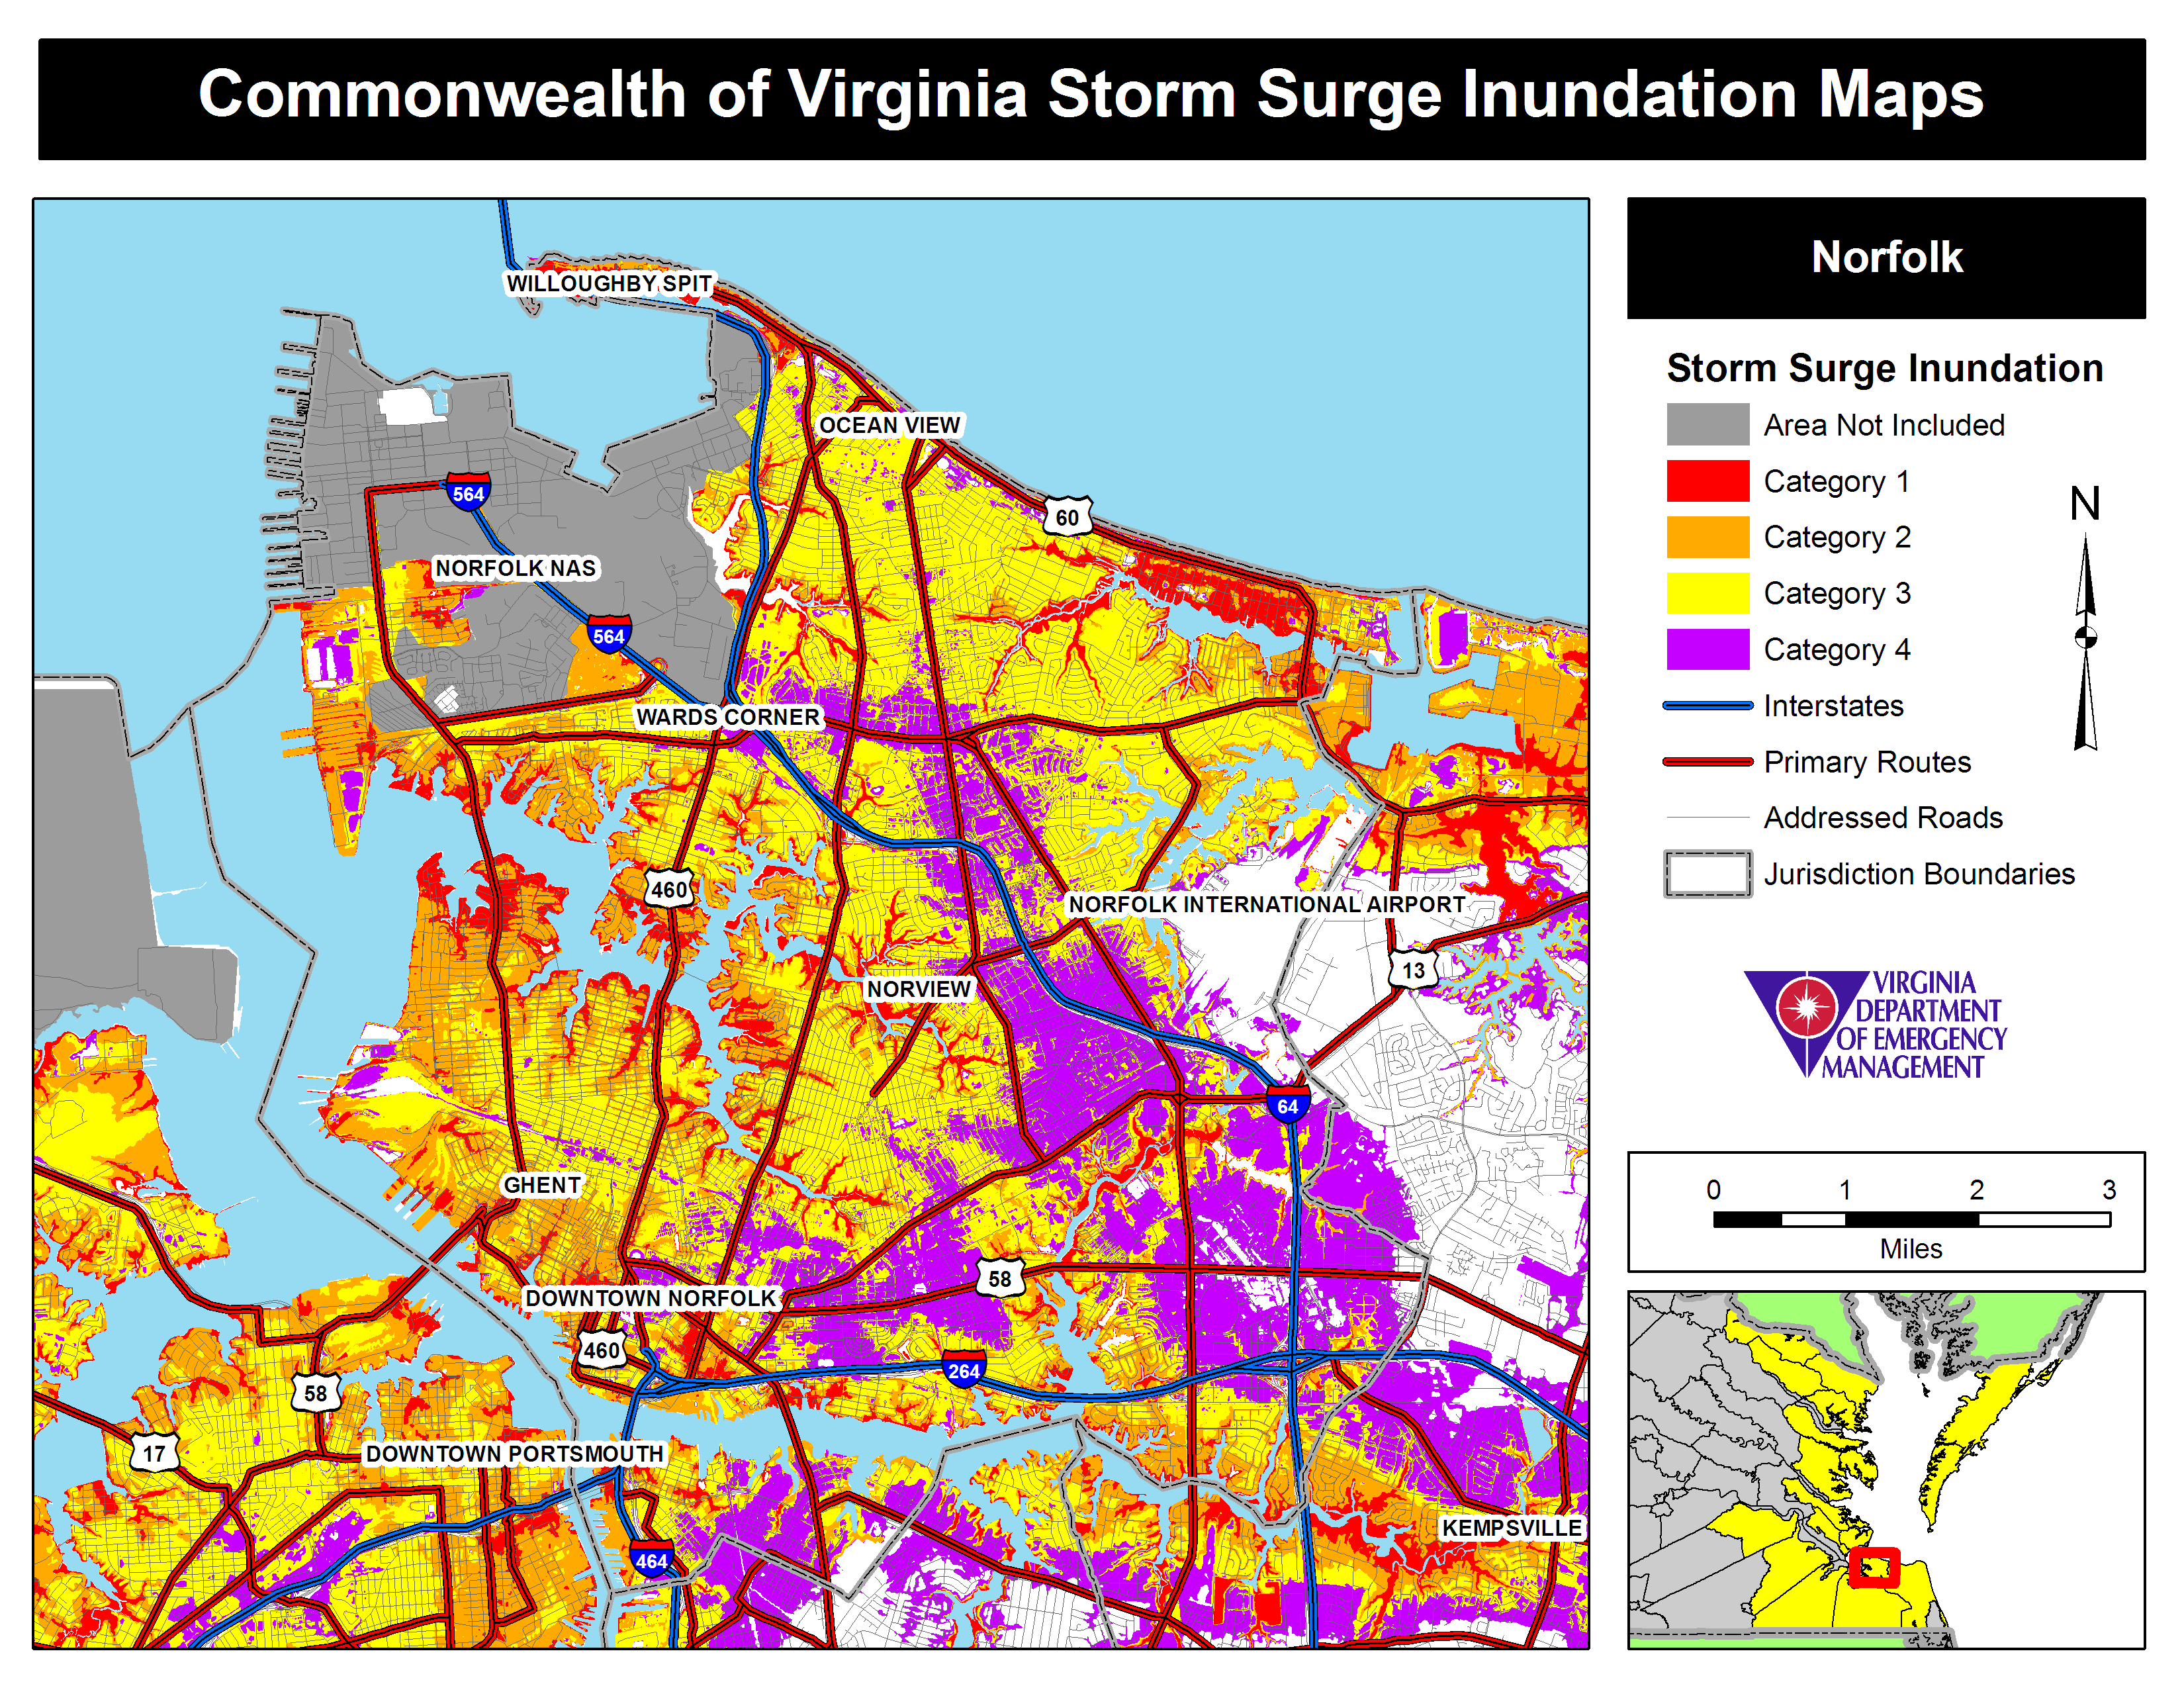 Commonwealth of Virginia Storm Surge Inundation Maps
WILLOUGHBY SPIT
OCEAN VIEW
564
60
NORFOLK NAS
564
WARDS CORNER
460
NORFOLK INTERNATIONAL AIRPORT
13
NORVIEW
64
GHENT
58
DOWNTOWN NORFOLK
460
264
58
17
DOWNTOWN PORTSMOUTH
KEMPSVILLE
464
Norfolk
Storm Surge Inundation
Area Not Included
Category 1
Category 2
Category 3
Category 4
Interstates
Primary Routes
Addressed Roads
Jurisdiction Boundaries
N
VIRGINIA
DEPARTMENT
OF EMERGENCY
MANAGEMENT
0 1 2 3
Miles